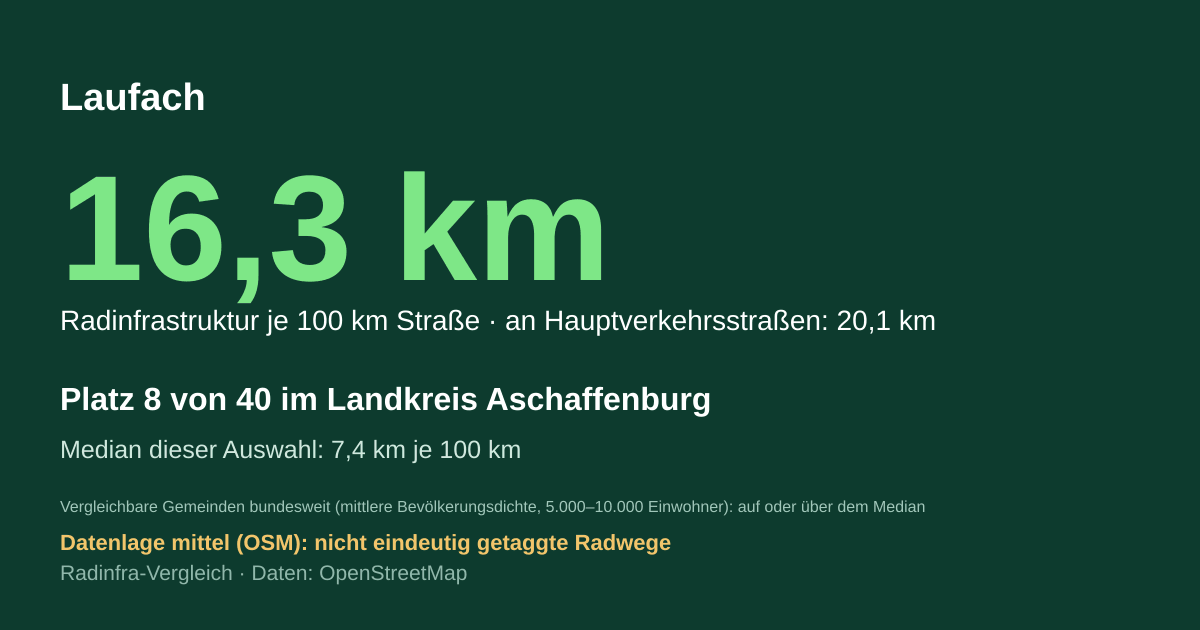 Laufach
16,3 km
Radinfrastruktur je 100 km Straße · an Hauptverkehrsstraßen: 20,1 km
Platz 8 von 40 im Landkreis Aschaffenburg
Median dieser Auswahl: 7,4 km je 100 km
Vergleichbare Gemeinden bundesweit (mittlere Bevölkerungsdichte, 5.000–10.000 Einwohner): auf oder über dem Median
Datenlage mittel (OSM): nicht eindeutig getaggte Radwege
Radinfra-Vergleich · Daten: OpenStreetMap